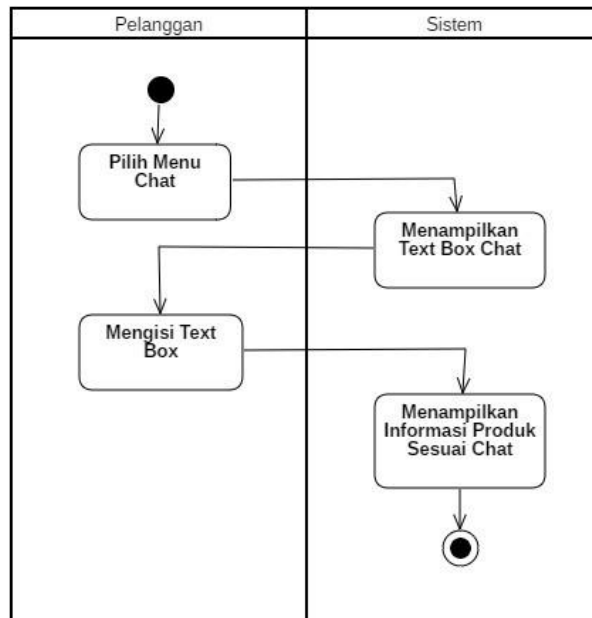 Pelanggan
Sistem
Pilih Menu
Chat
Menampilkan
Text Box Chat
Mengisi Text
Box
Menampilkan
Informasi Produk
Sesuai Chat